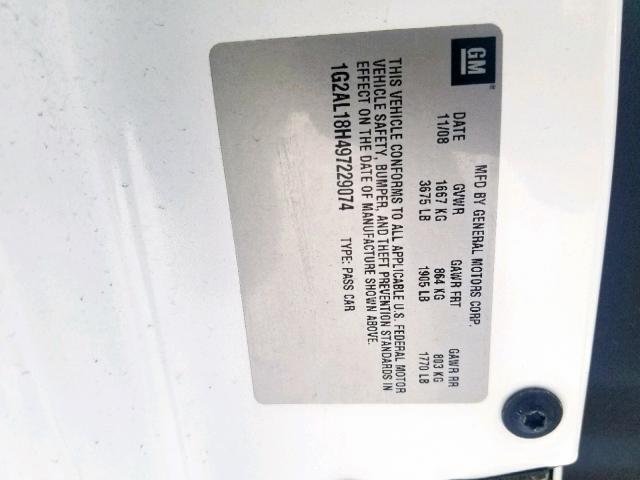 GM
®
MFD BY GENERAL MOTORS CORP.
DATE GVWR GAWR FRT GAWR RR
11/08 1667 KG 864 KG 803 KG
3675 LB 1905 LB 1770 LB
THIS VEHICLE CONFORMS TO ALL APPLICABLE U.S. FEDERAL MOTOR
VEHICLE SAFETY, BUMPER, AND THEFT PREVENTION STANDARDS IN
EFFECT ON THE DATE OF MANUFACTURE SHOWN ABOVE.
1G2AL18H497229074 TYPE: PASS CAR